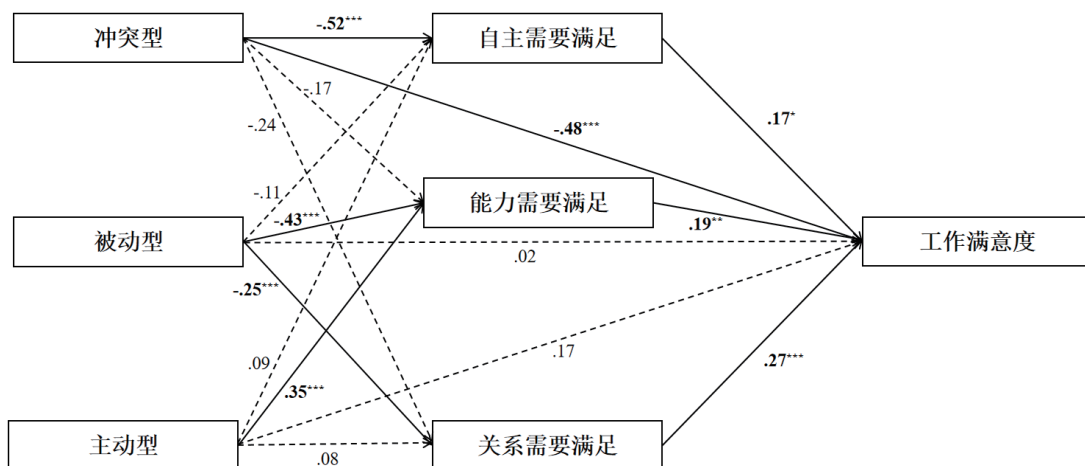 冲突型
-.52***
自主需要满足
-.17
-.24
-.48***
.17*
-.11
能力需要满足
-.43***
.19**
被动型
.02
工作满意度
-.25***
.17
.27***
.09
.35***
主动型
.08
关系需要满足